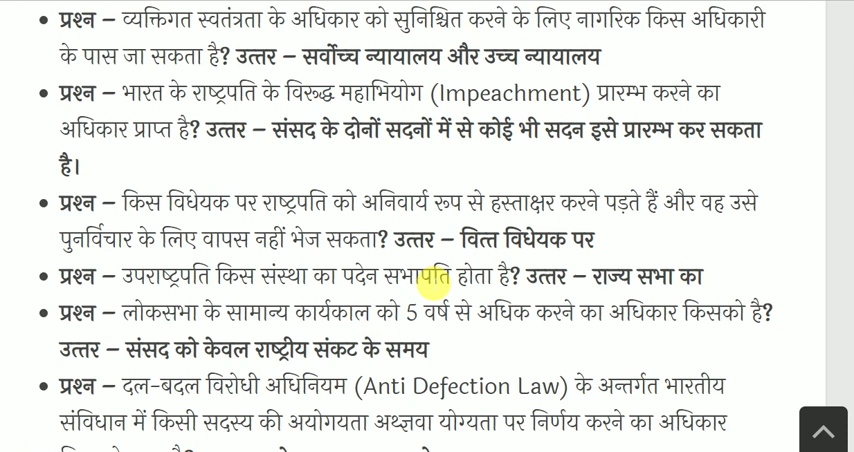 • प्रश्न – व्यक्तिगत स्वतंत्रता के अधिकार को सुनिश्चित करने के लिए नागरिक किस अधिकारी
के पास जा सकता है? उत्तर – सर्वोच्च न्यायालय और उच्च न्यायालय
• प्रश्न – भारत के राष्ट्रपति के विरूद्ध महाभियोग (Impeachment) प्रारम्भ करने का
अधिकार प्राप्त है? उत्तर – संसद के दोनों सदनों में से कोई भी सदन इसे प्रारम्भ कर सकता
है।
• प्रश्न – किस विधेयक पर राष्ट्रपति को अनिवार्य रूप से हस्ताक्षर करने पड़ते हैं और वह उसे
पुनर्विचार के लिए वापस नहीं भेज सकता? उत्तर – वित्त विधेयक पर
• प्रश्न – उपराष्ट्रपति किस संस्था का पदेन सभापति होता है? उत्तर – राज्य सभा का
• प्रश्न – लोकसभा के सामान्य कार्यकाल को 5 वर्ष से अधिक करने का अधिकार किसको है?
उत्तर – संसद को केवल राष्ट्रीय संकट के समय
• प्रश्न – दल-बदल विरोधी अधिनियम (Anti Defection Law) के अन्तर्गत भारतीय
संविधान में किसी सदस्य की अयोगयता अथ्ज्ञवा योग्यता पर निर्णय करने का अधिकार